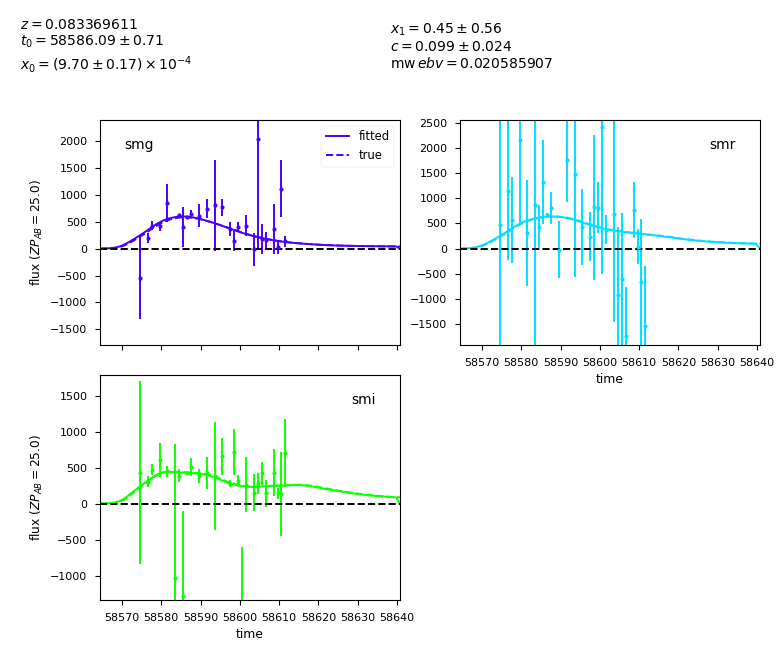 z = 0.083369611
t0 = 58586.09 ± 0.71
x0 = (9.70 ± 0.17) × 10^−4
x1 = 0.45 ± 0.56
c = 0.099 ± 0.024
mw ebv = 0.020585907
smg
fitted
true
2000
1500
1000
500
0
−500
−1000
−1500
flux (ZP_AB = 25.0)
smr
2500
2000
1500
1000
500
0
−500
−1000
−1500
58570 58580 58590 58600 58610 58620 58630 58640
time
smi
1500
1000
500
0
−500
−1000
flux (ZP_AB = 25.0)
58570 58580 58590 58600 58610 58620 58630 58640
time